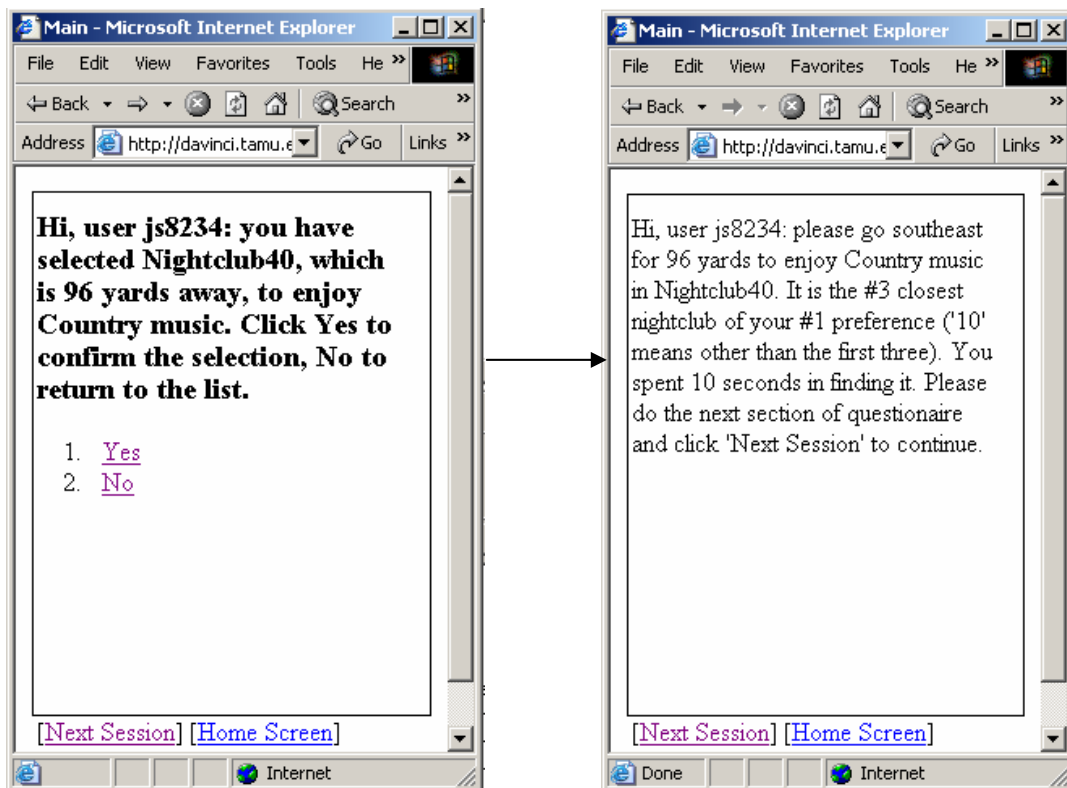 Main - Microsoft Internet Explorer
File Edit View Favorites Tools He »
Back Search »
Address http://davinci.tamu.e Go Links »
Hi, user js8234: you have
selected Nightclub40, which
is 96 yards away, to enjoy
Country music. Click Yes to
confirm the selection, No to
return to the list.
1. Yes
2. No
[Next Session] [Home Screen]
Internet
Main - Microsoft Internet Explorer
File Edit View Favorites Tools He »
Back Search »
Address http://davinci.tamu.e Go Links »
Hi, user js8234: please go southeast
for 96 yards to enjoy Country music
in Nightclub40. It is the #3 closest
nightclub of your #1 preference ('10'
means other than the first three). You
spent 10 seconds in finding it. Please
do the next section of questionaire
and click 'Next Session' to continue.
[Next Session] [Home Screen]
Done Internet